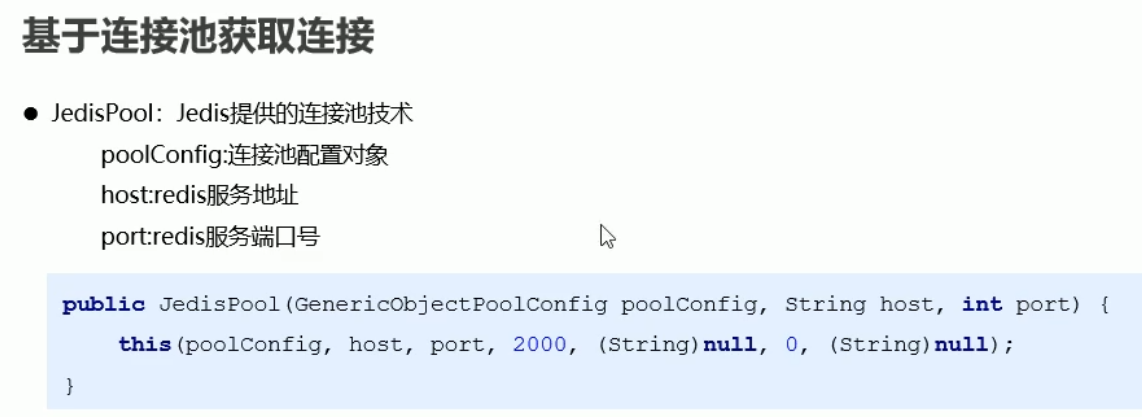 基于连接池获取连接
● JedisPool：Jedis提供的连接池技术
poolConfig:连接池配置对象
host:redis服务地址
port:redis服务端口号
public JedisPool(GenericObjectPoolConfig poolConfig, String host, int port) {
    this(poolConfig, host, port, 2000, (String)null, 0, (String)null);
}